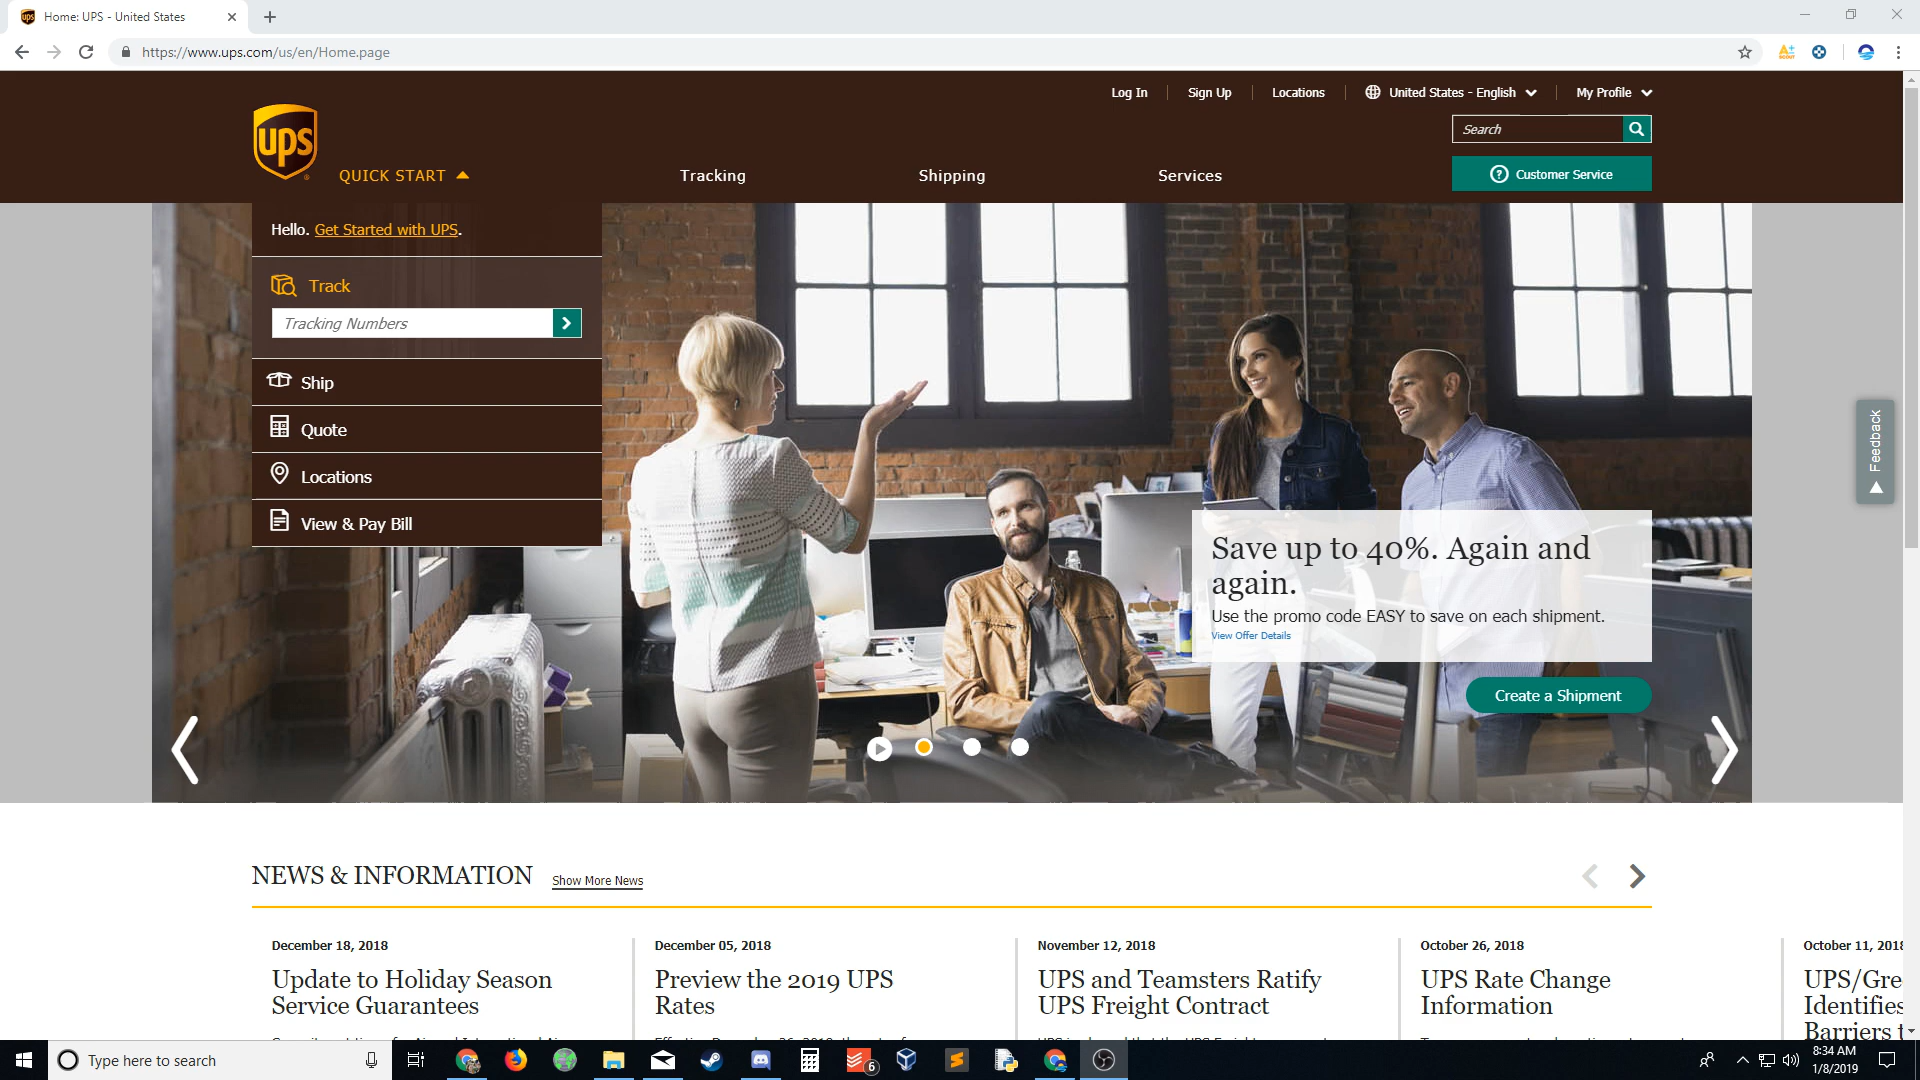 Home: UPS - United States
https://www.ups.com/us/en/Home.page
Log In
Sign Up
Locations
United States - English
My Profile
ups
Search
QUICK START
Tracking
Shipping
Services
Customer Service
Hello. Get Started with UPS.
Track
Tracking Numbers
Ship
Quote
Locations
View & Pay Bill
Feedback
Save up to 40%. Again and
again.
Use the promo code EASY to save on each shipment.
View Offer Details
Create a Shipment
NEWS & INFORMATION
Show More News
December 18, 2018
Update to Holiday Season
Service Guarantees
December 05, 2018
Preview the 2019 UPS
Rates
November 12, 2018
UPS and Teamsters Ratify
UPS Freight Contract
October 26, 2018
UPS Rate Change
Information
October 11, 2018
UPS/Gre
Identifies
Barriers t
Type here to search
6
8:34 AM
1/8/2019